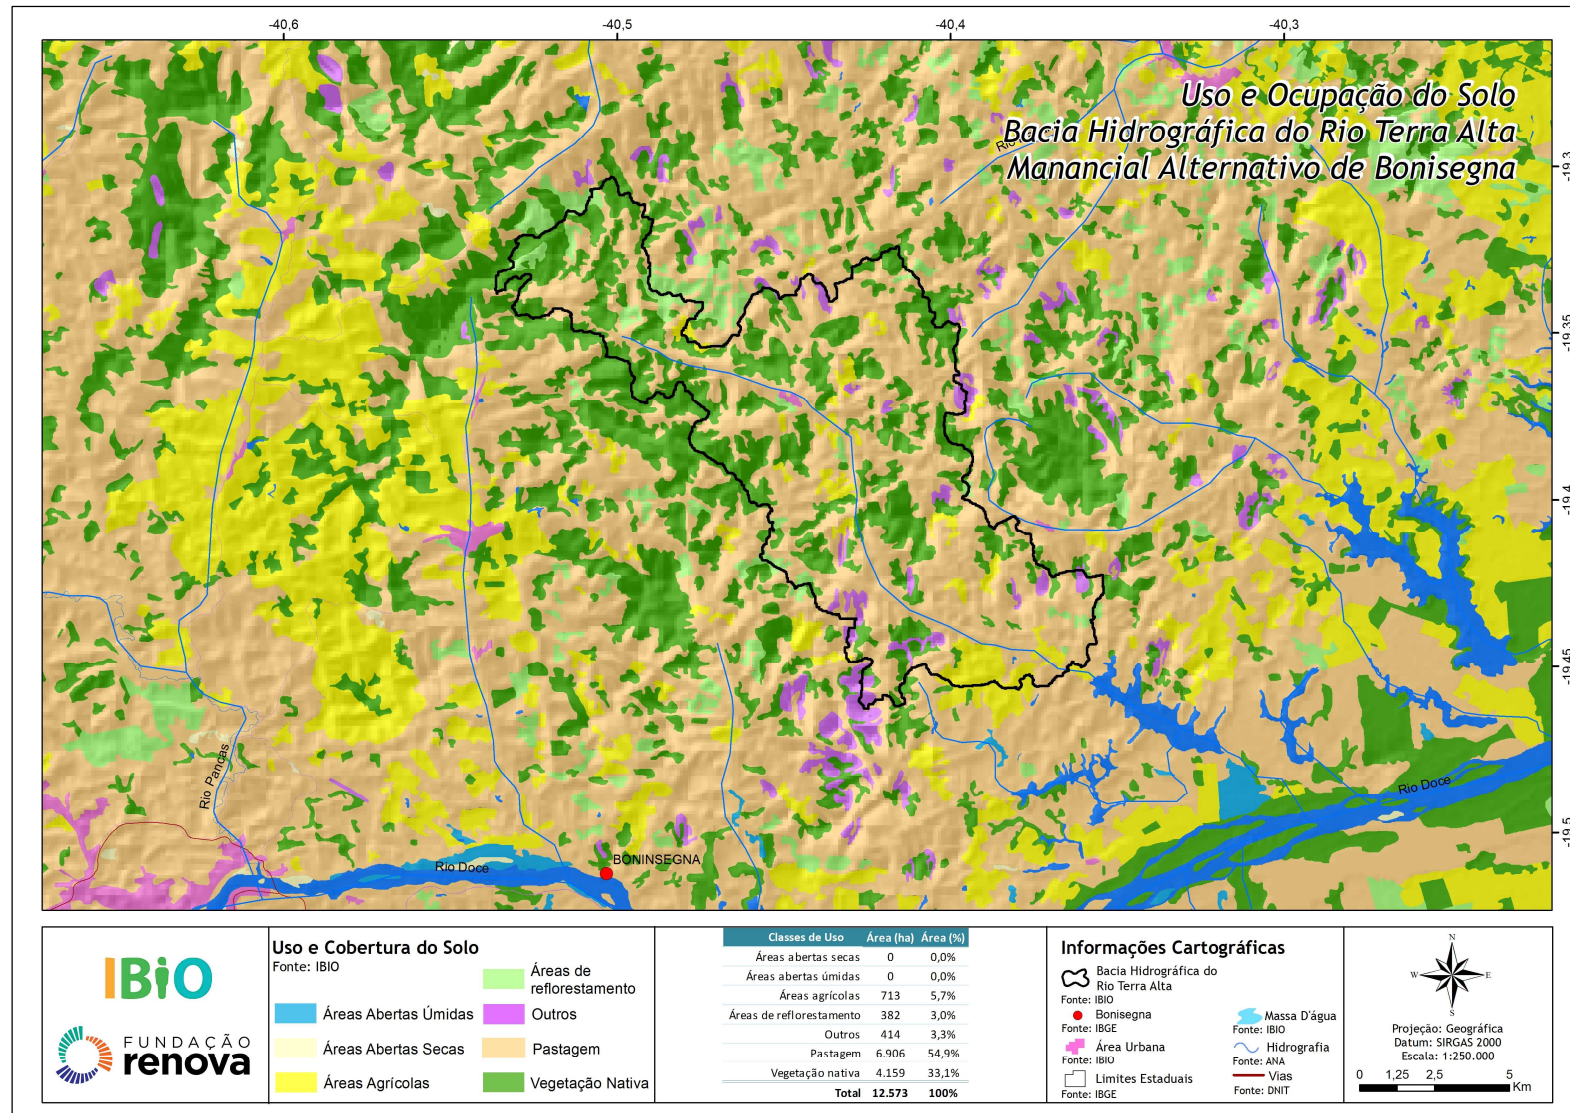 -40,6
-40,5
-40,4
-40,3
Uso e Ocupação do Solo
Bacia Hidrográfica do Rio Terra Alta
Manancial Alternativo de Bonisegna
-19,3
-19,35
-19,4
-19,45
-19,5
Rio
Rio Pancas
Rio Doce
BONINSEGNA
Rio Doce
IBiO
FUNDAÇÃO
renova
Uso e Cobertura do Solo
Fonte: IBIO
Áreas Abertas Úmidas
Áreas Abertas Secas
Áreas Agrícolas
Áreas de
reflorestamento
Outros
Pastagem
Vegetação Nativa
Classes de Uso Área (ha) Área (%)
Áreas abertas secas 0 0,0%
Áreas abertas úmidas 0 0,0%
Áreas agrícolas 713 5,7%
Áreas de reflorestamento 382 3,0%
Outros 414 3,3%
Pastagem 6.906 54,9%
Vegetação nativa 4.159 33,1%
Total 12.573 100%
Informações Cartográficas
Bacia Hidrográfica do
Rio Terra Alta
Fonte: IBIO
Bonisegna
Fonte: IBGE
Área Urbana
Fonte: IBIO
Limites Estaduais
Fonte: IBGE
Massa D'água
Fonte: IBIO
Hidrografia
Fonte: ANA
Vias
Fonte: DNIT
N
W E
S
Projeção: Geográfica
Datum: SIRGAS 2000
Escala: 1:250.000
0 1,25 2,5 5
Km